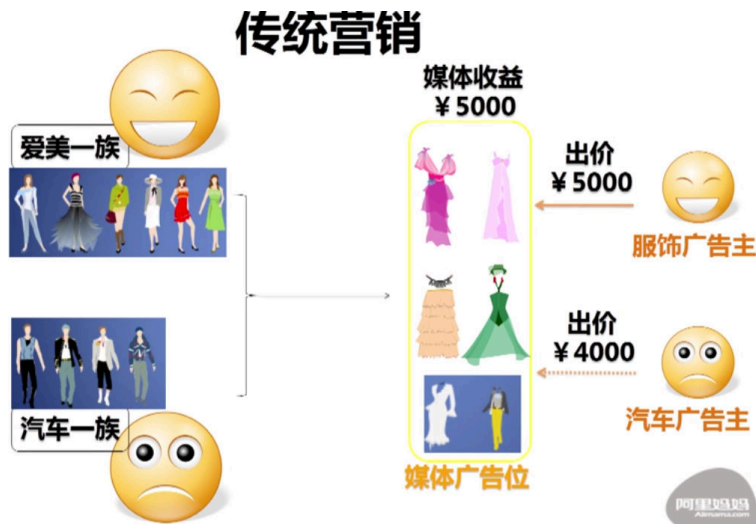 传统营销
媒体收益
￥5000
爱美一族
出价
￥5000
服饰广告主
出价
￥4000
汽车一族
汽车广告主
媒体广告位
阿里妈妈
Alimama.com